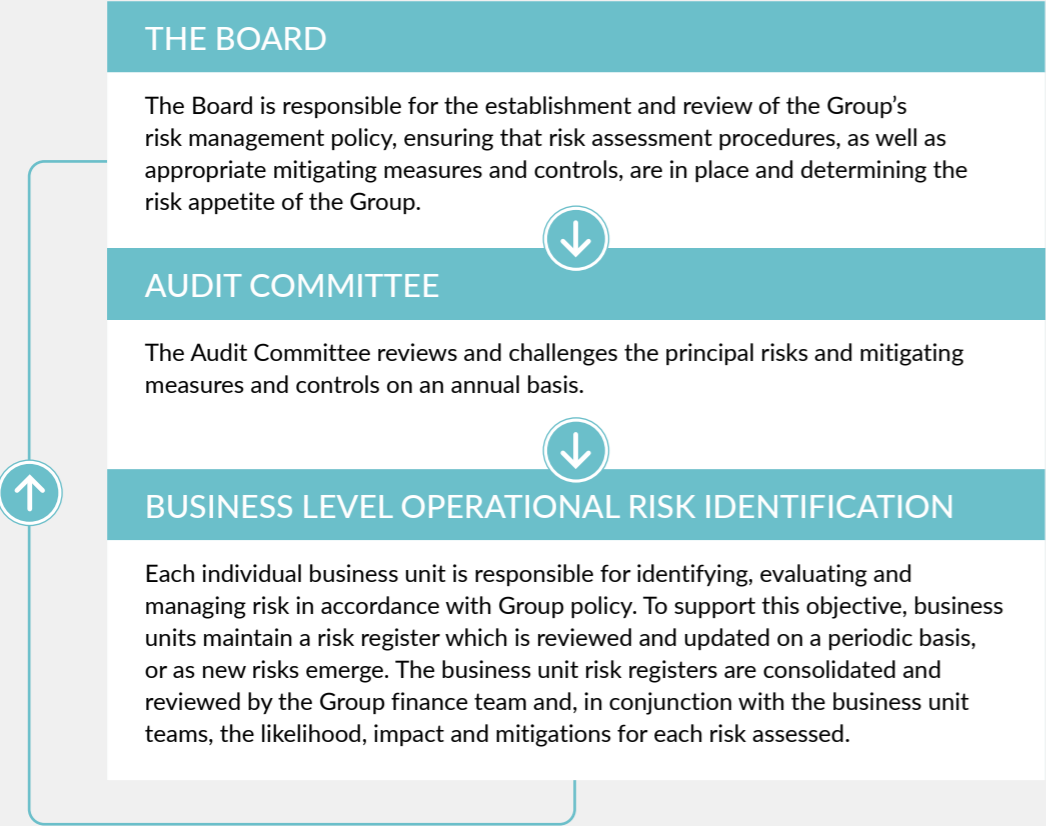 THE BOARD
The Board is responsible for the establishment and review of the Group’s
risk management policy, ensuring that risk assessment procedures, as well as
appropriate mitigating measures and controls, are in place and determining the
risk appetite of the Group.
AUDIT COMMITTEE
The Audit Committee reviews and challenges the principal risks and mitigating
measures and controls on an annual basis.
BUSINESS LEVEL OPERATIONAL RISK IDENTIFICATION
Each individual business unit is responsible for identifying, evaluating and
managing risk in accordance with Group policy. To support this objective, business
units maintain a risk register which is reviewed and updated on a periodic basis,
or as new risks emerge. The business unit risk registers are consolidated and
reviewed by the Group finance team and, in conjunction with the business unit
teams, the likelihood, impact and mitigations for each risk assessed.